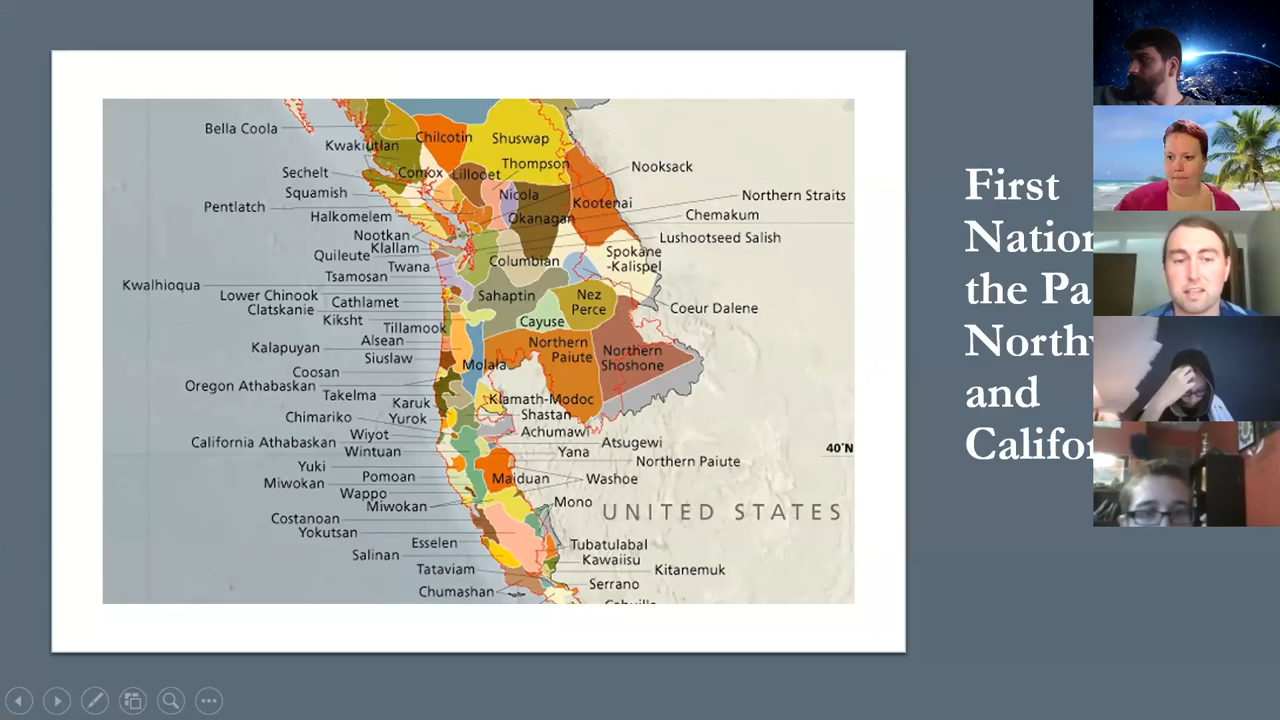 Bella Coola
Kwakiutlan
Chilcotin
Shuswap
Sechelt
Comox
Lillooet
Thompson
Nooksack
Squamish
Nicola
Northern Straits
Pentlatch
Halkomelem
Okanagan
Kootenai
Chemakum
Nootkan
Lushootseed Salish
Klallam
Quileute
Spokane
-Kalispel
Twana
Columbian
Tsamosan
Kwalhioqua
Lower Chinook
Cathlamet
Sahaptin
Nez
Perce
Coeur Dalene
Clatskanie
Kiksht
Tillamook
Cayuse
Alsean
Kalapuyan
Northern
Paiute
Northern
Shoshone
Siuslaw
Molala
Coosan
Oregon Athabaskan
Takelma
Karuk
Klamath-Modoc
Chimariko
Yurok
Shastan
Wiyot
Achumawi
California Athabaskan
Atsugewi
Wintuan
Yana
Northern Paiute
40°N
Yuki
Pomoan
Maiduan
Washoe
Miwokan
Wappo
Miwokan
Mono
UNITED STATES
Costanoan
Yokutsan
Esselen
Tubatulabal
Salinan
Kawaiisu
Tataviam
Kitanemuk
Chumashan
Serrano
First
Nation
the Pa
North
and
Califo